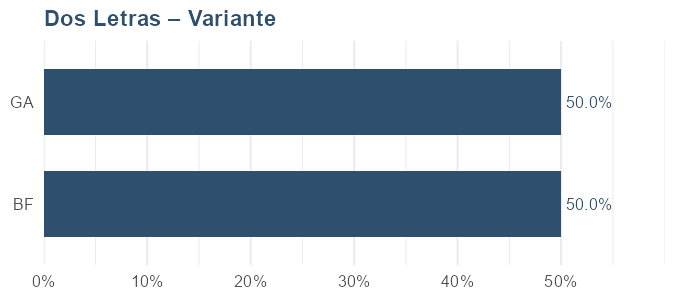 Dos Letras – Variante
GA 50.0%
BF 50.0%
0% 10% 20% 30% 40% 50%